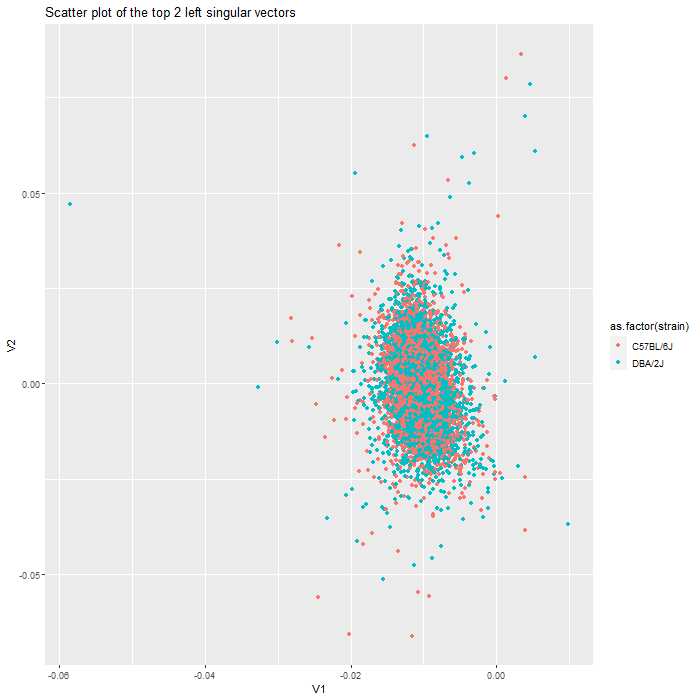 Scatter plot of the top 2 left singular vectors
0.05
0.00
-0.05
V2
-0.06
-0.04
-0.02
0.00
V1
as.factor(strain)
C57BL/6J
DBA/2J